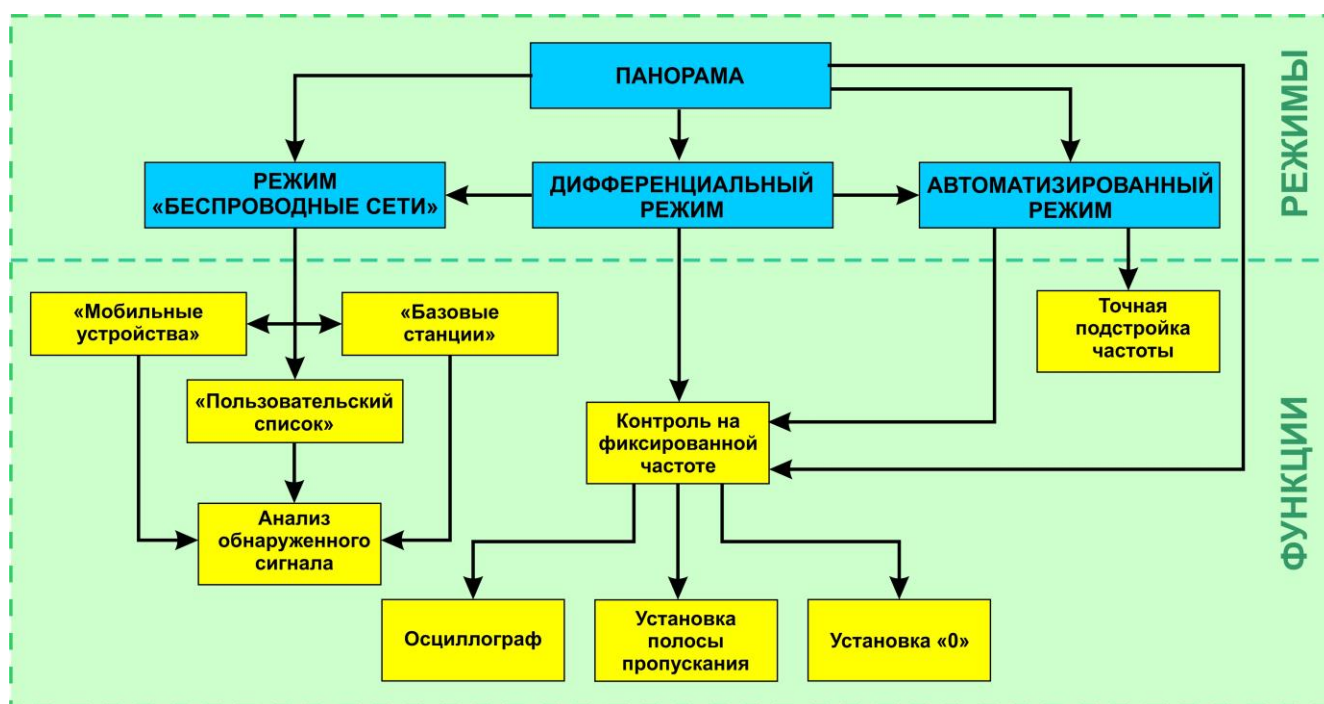 ПАНОРАМА
РЕЖИМЫ
РЕЖИМ
«БЕСПРОВОДНЫЕ СЕТИ»
ДИФФЕРЕНЦИАЛЬНЫЙ
РЕЖИМ
АВТОМАТИЗИРОВАННЫЙ
РЕЖИМ
«Мобильные
устройства»
«Базовые
станции»
Точная
подстройка
частоты
«Пользовательский
список»
Контроль на
фиксированной
частоте
ФУНКЦИИ
Анализ
обнаруженного
сигнала
Осциллограф
Установка
полосы
пропускания
Установка «0»